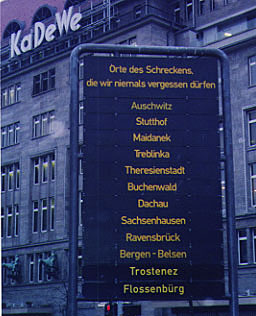 KaDeWe
Orte des Schreckens,
die wir niemals vergessen dürfen
Auschwitz
Stutthof
Maidanek
Treblinka
Theresienstadt
Buchenwald
Dachau
Sachsenhausen
Ravensbrück
Bergen - Belsen
Trostenez
Flossenbürg